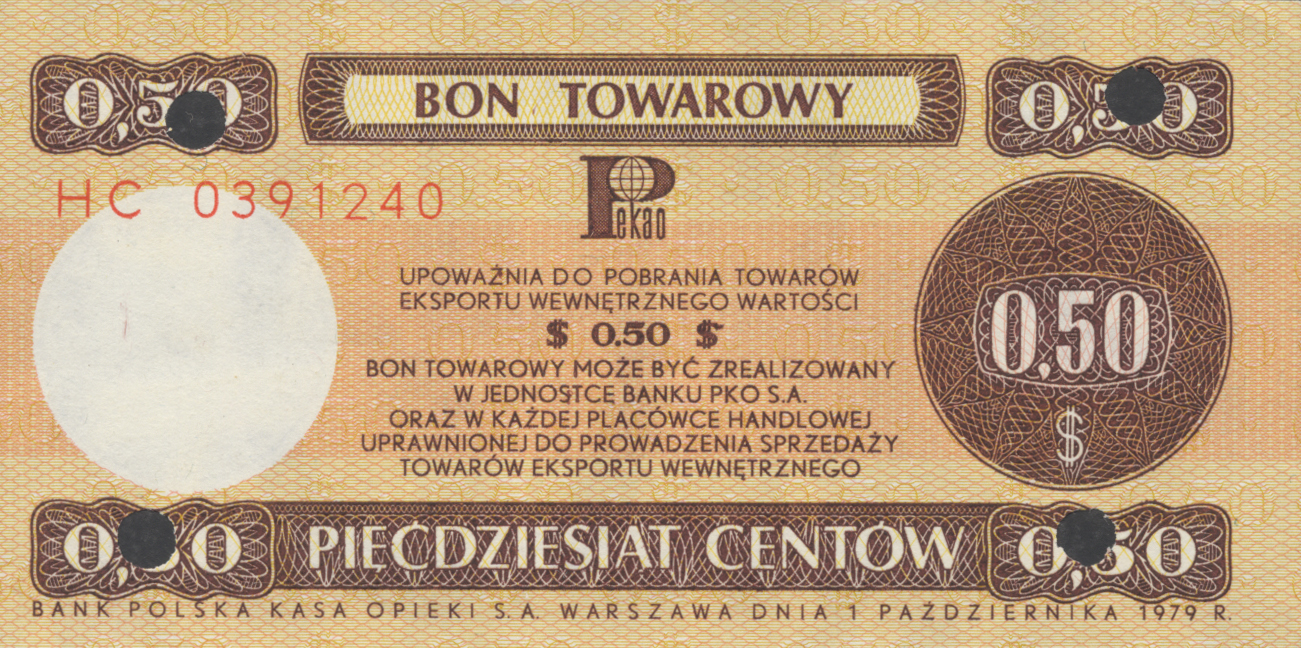 0,50 BON TOWAROWY 0,50
HC 0391240
Pekao
UPOWAŻNIA DO POBRANIA TOWARÓW
EKSPORTU WEWNĘTRZNEGO WARTOŚCI
$ 0.50 $
0,50
$
BON TOWAROWY MOŻE BYĆ ZREALIZOWANY
W JEDNOSTCE BANKU PKO S.A.
ORAZ W KAŻDEJ PLACÓWCE HANDLOWEJ
UPRAWNIONEJ DO PROWADZENIA SPRZEDAŻY
TOWARÓW EKSPORTU WEWNĘTRZNEGO
0,50 PIĘĆDZIESIĄT CENTÓW 0,50
BANK POLSKA KASA OPIEKI S.A. WARSZAWA DNIA 1 PAŹDZIERNIKA 1979 R.